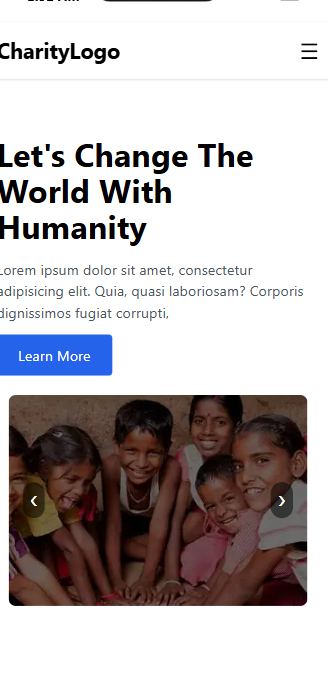 CharityLogo
Let's Change The
World With
Humanity
Lorem ipsum dolor sit amet, consectetur
adipisicing elit. Quia, quasi laboriosam? Corporis
dignissimos fugiat corrupti,
Learn More